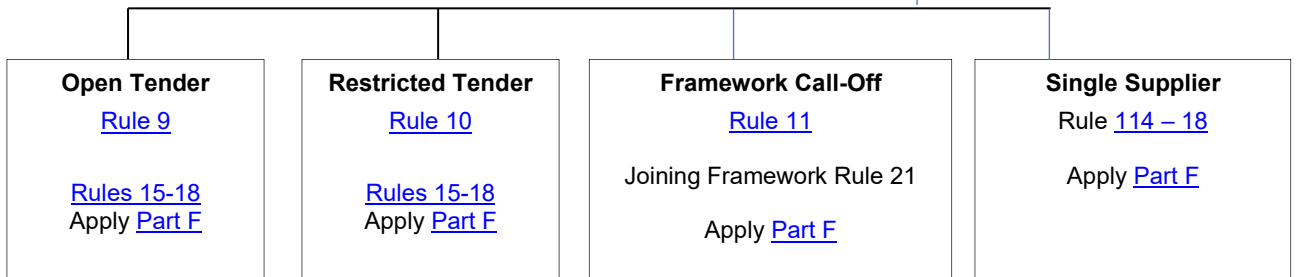 Open Tender
Rule 9
Rules 15-18
Apply Part F
Restricted Tender
Rule 10
Rules 15-18
Apply Part F
Framework Call-Off
Rule 11
Joining Framework Rule 21
Apply Part F
Single Supplier
Rule 114 – 18
Apply Part F